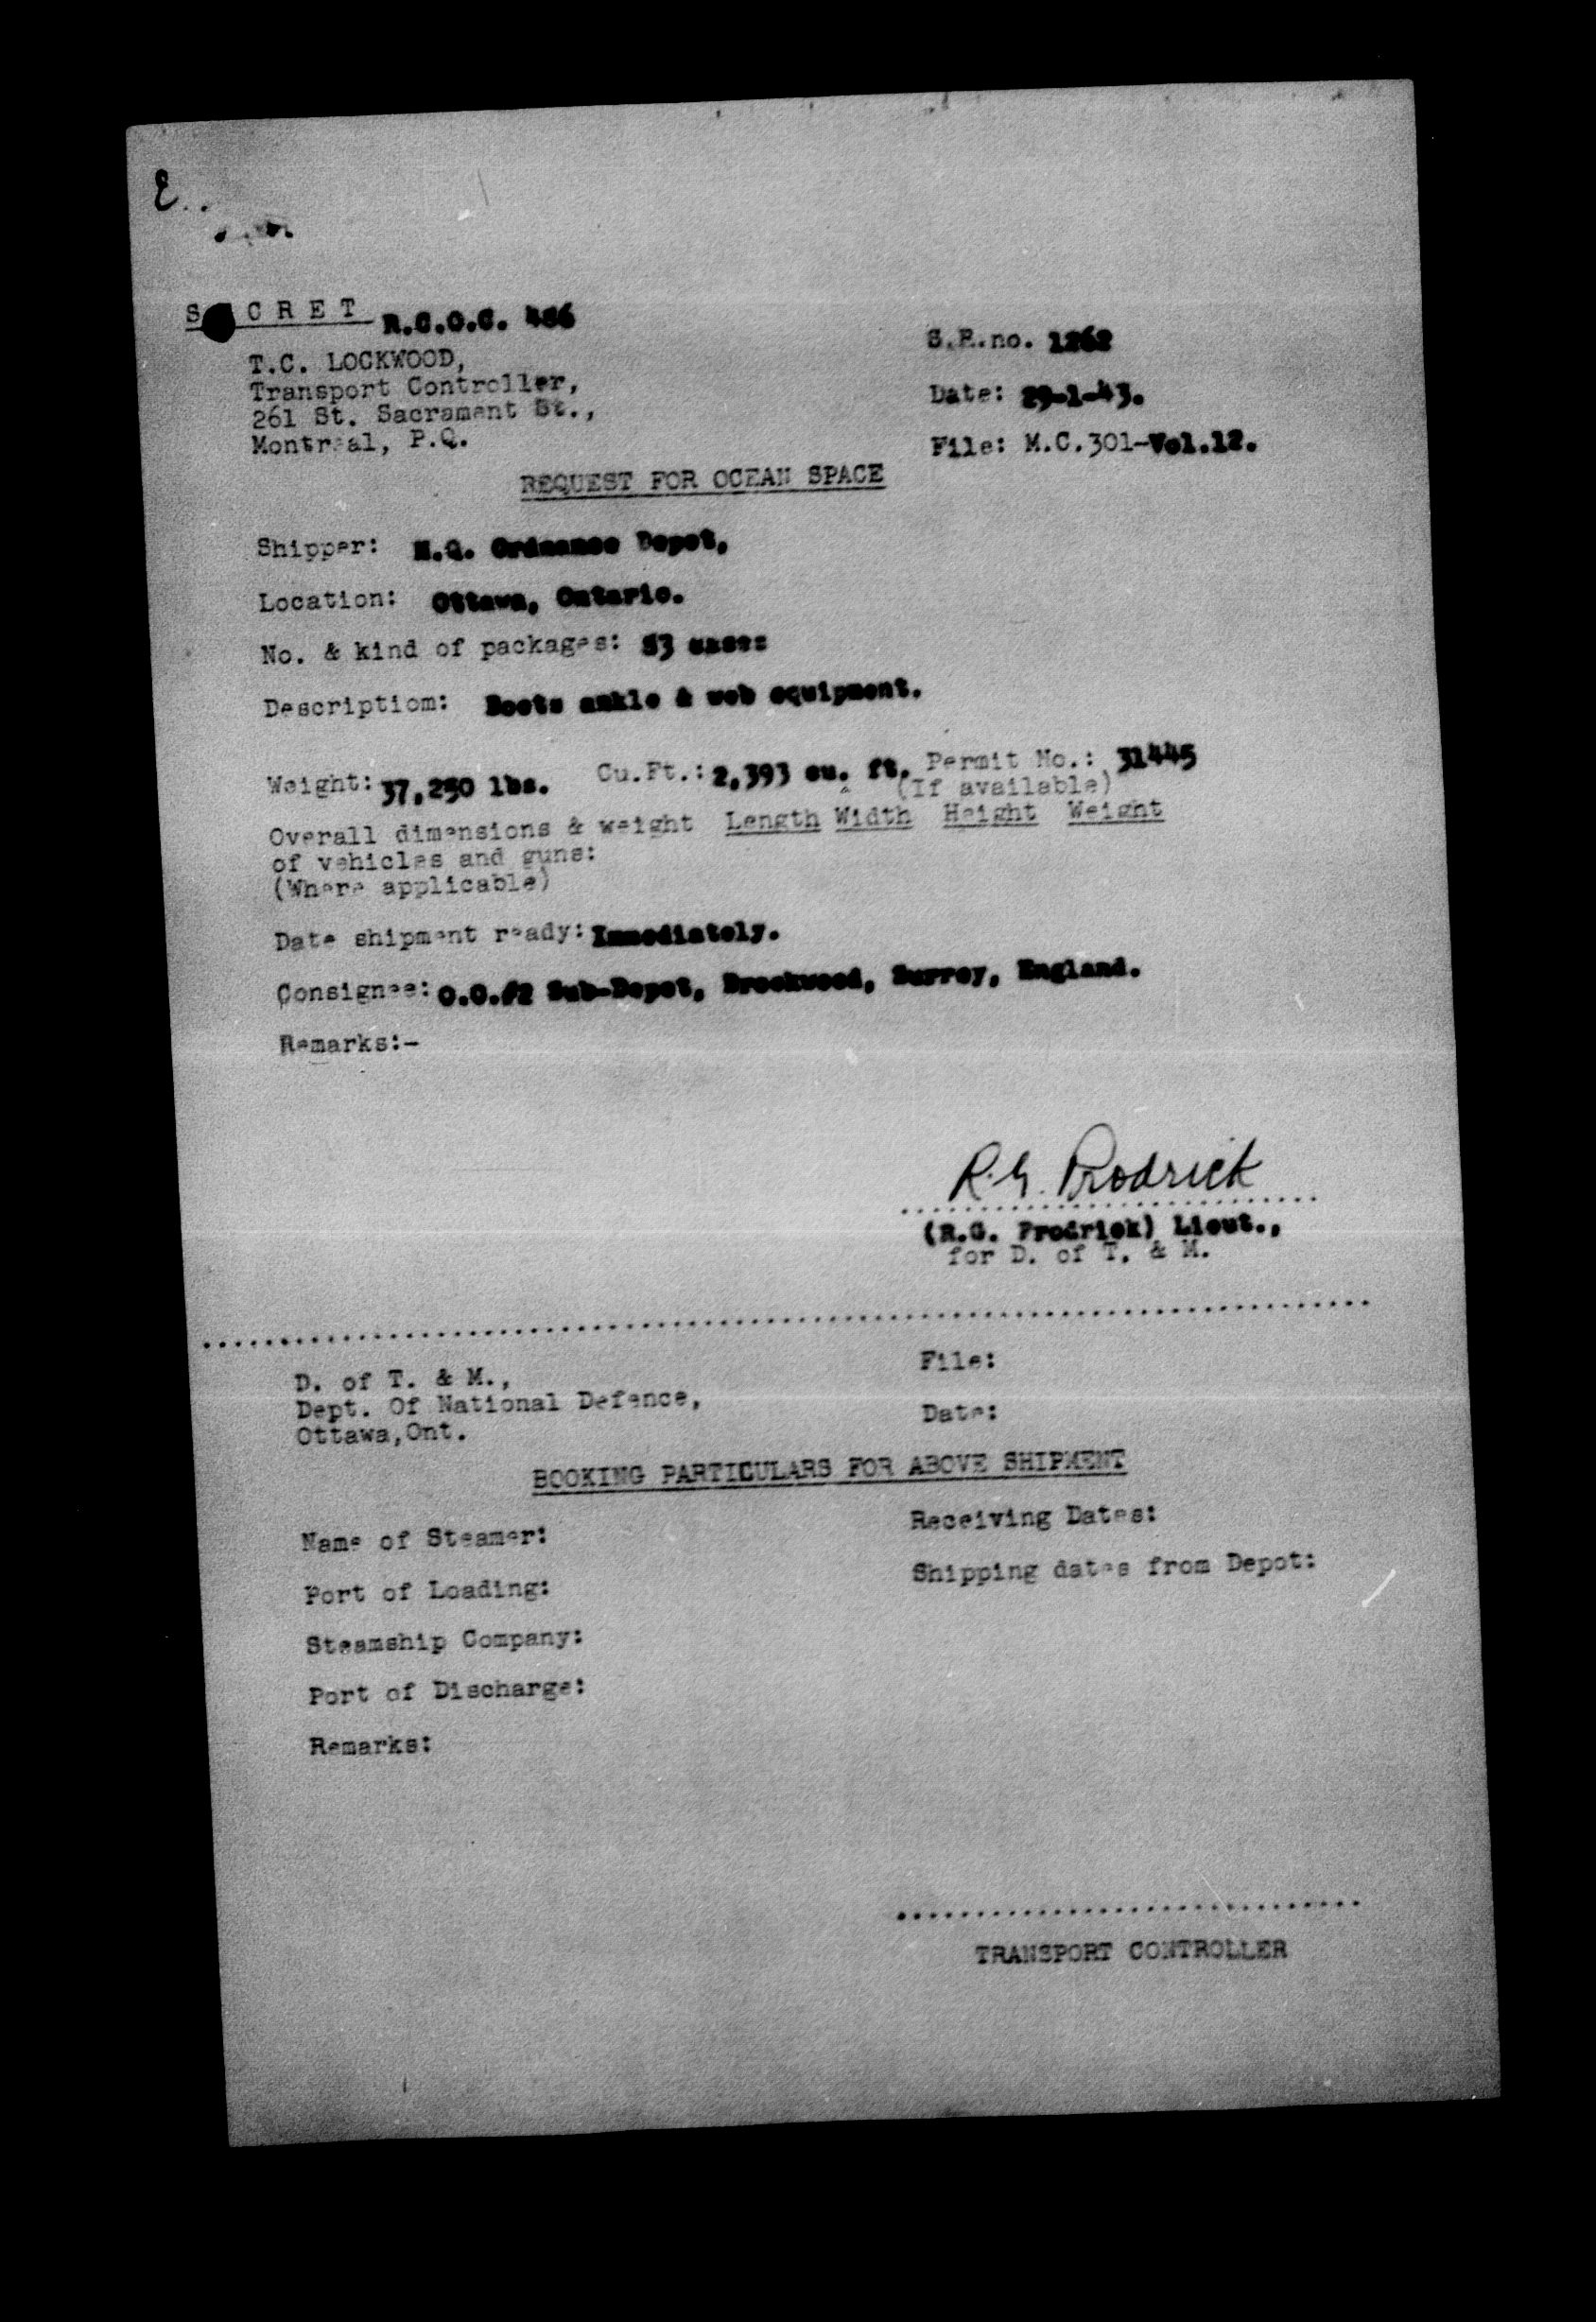 S CRET R.C.O.C. 486
S.R.no. 1262
T.C. LOCKWOOD,
Transport Controller,
Date: 29-1-43.
261 St. Sacrament St.,
Montreal, P.Q.
File: M.C.301-Vol.12.
REQUEST FOR OCEAN SPACE
Shipper: H.Q. Ordnance Depot,
Location: Ottawa, Ontario.
No. & kind of packages: 53 cases
Descriptiom: Boots ankle & web equipment.
Weight: 37,250 lbs. Cu.Ft.: 2,393 cu. ft. Permit No.: 31445
(If available)
Overall dimensions & weight Length Width Height Weight
of vehicles and guns:
(Where applicable)
Date shipment ready: Immediately.
Consignee: O.O.#2 Sub-Depot, Brookwood, Surrey, England.
Remarks:-
R.G. Prodrick
(R.G. Prodrick) Lieut.,
for D. of T. & M.
D. of T. & M.,
File:
Dept. Of National Defence,
Date:
Ottawa,Ont.
BOOKING PARTICULARS FOR ABOVE SHIPMENT
Name of Steamer:
Receiving Dates:
Port of Loading:
Shipping dates from Depot:
Steamship Company:
Port of Discharge:
Remarks:
TRANSPORT CONTROLLER